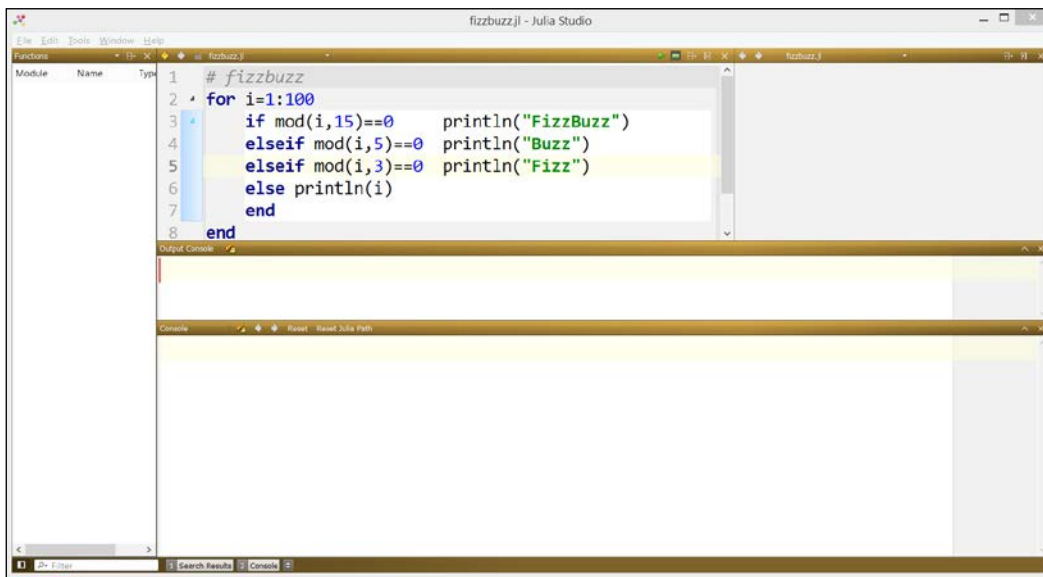 fizzbuzz.jl - Julia Studio
File Edit Tools Window Help
Functions
fizzbuzz.jl
fizzbuzz.jl
Module Name Type
1 # fizzbuzz
2 for i=1:100
3 if mod(i,15)==0 println("FizzBuzz")
4 elseif mod(i,5)==0 println("Buzz")
5 elseif mod(i,3)==0 println("Fizz")
6 else println(i)
7 end
8 end
Output Console
Console Reset Reset Julia Path
Filter
1 Search Results 2 Console